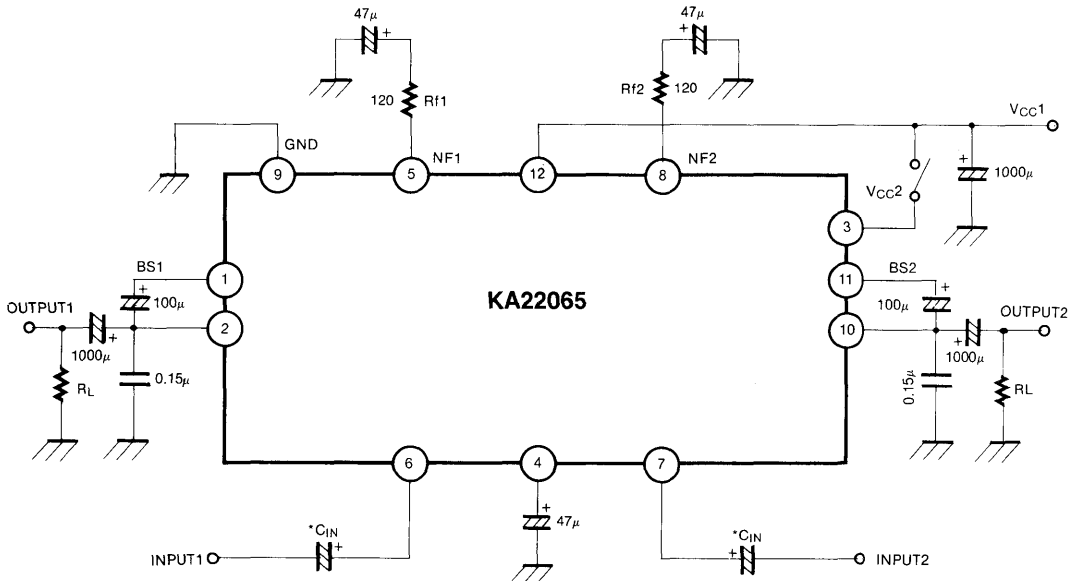 47μ
+
47μ
+
120
Rf1
Rf2
120
VCC1
GND
NF1
NF2
9
5
12
8
+
1000μ
VCC2
3
BS1
1
11
BS2
+
100μ
+
100μ
OUTPUT1
KA22065
OUTPUT2
2
10
+
1000μ
+
1000μ
RL
0.15μ
0.15μ
RL
6
4
7
+
47μ
*CIN
+
*CIN
+
INPUT1
INPUT2